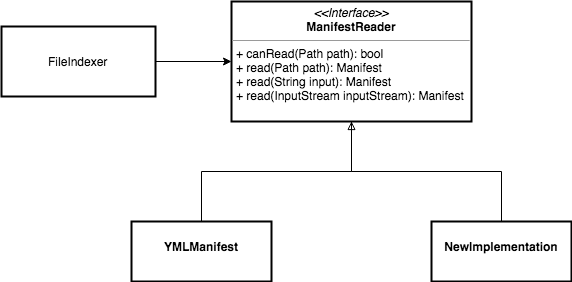 <<Interface>>
ManifestReader
FileIndexer
+ canRead(Path path): bool
+ read(Path path): Manifest
+ read(String input): Manifest
+ read(InputStream inputStream): Manifest
YMLManifest
NewImplementation